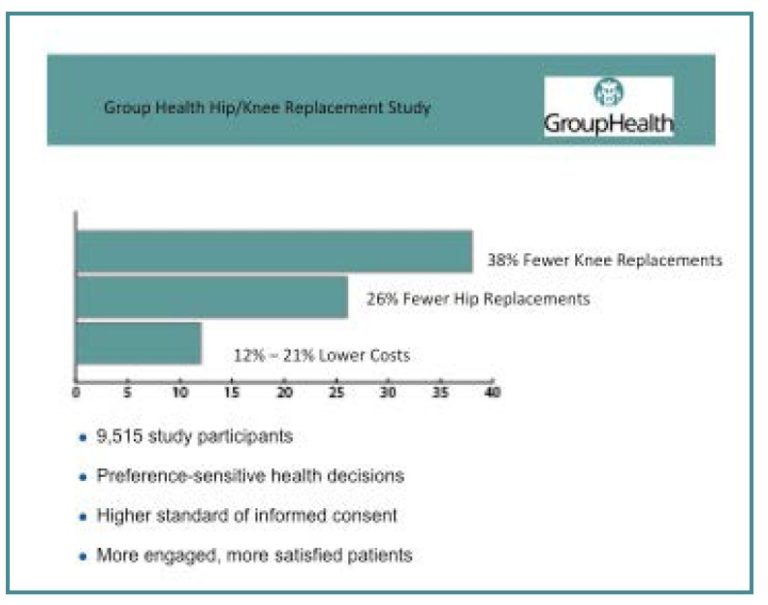 Group Health Hip/Knee Replacement Study
GroupHealth
38% Fewer Knee Replacements
26% Fewer Hip Replacements
12% – 21% Lower Costs
0 5 10 15 20 25 30 35 40
• 9,515 study participants
• Preference-sensitive health decisions
• Higher standard of informed consent
• More engaged, more satisfied patients